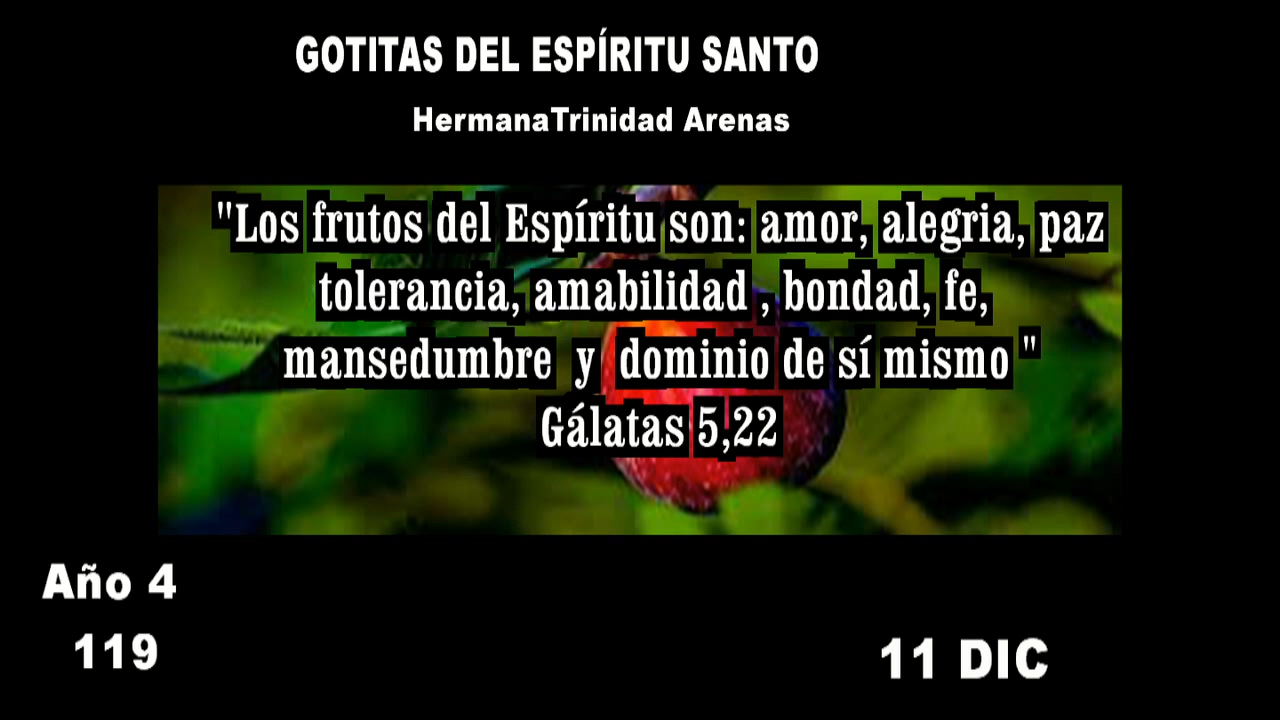 GOTITAS DEL ESPÍRITU SANTO
HermanaTrinidad Arenas
"Los frutos del Espíritu son: amor, alegria, paz
tolerancia, amabilidad , bondad, fe,
mansedumbre y dominio de sí mismo "
Gálatas 5,22
Año 4
119
11 DIC